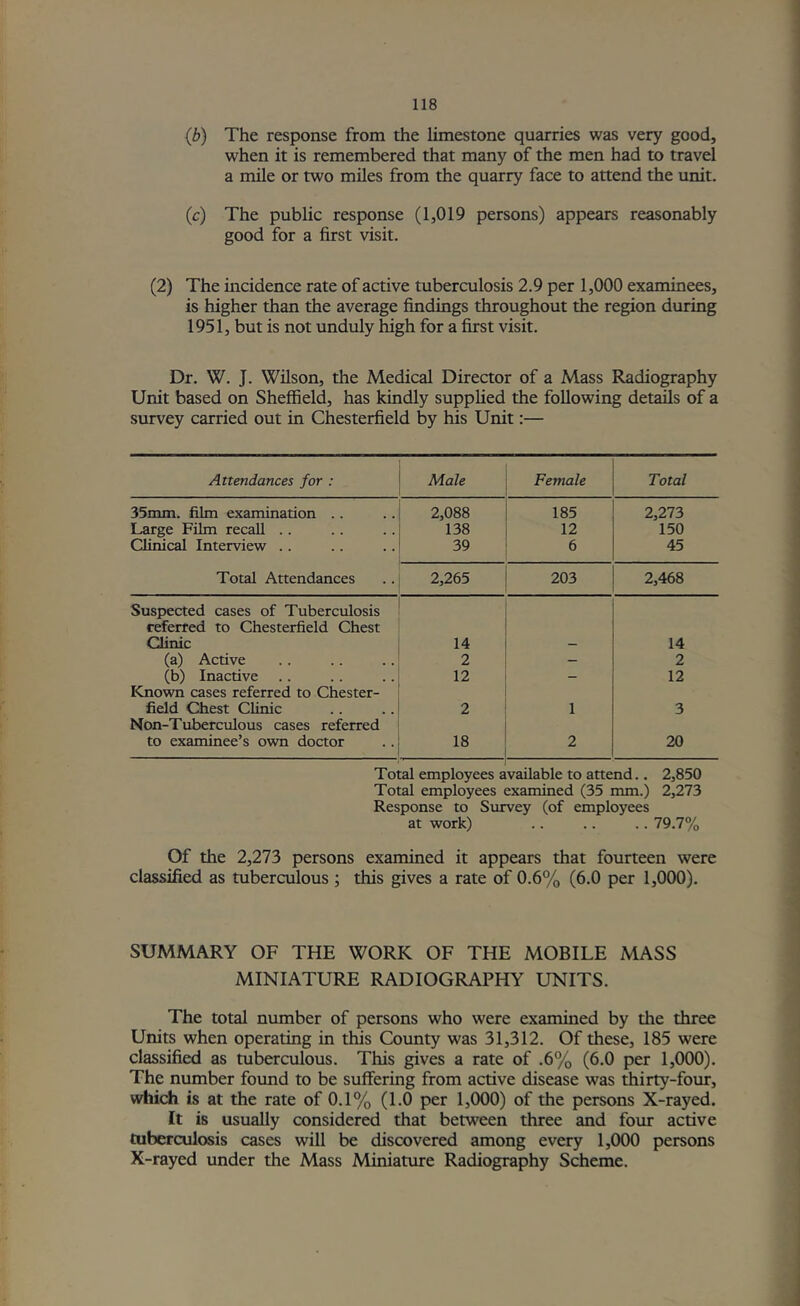 118
(b) The response from the limestone quarries was very good,
when it is remembered that many of the men had to travel
a mile or two miles from the quarry face to attend the unit.
(c) The public response (1,019 persons) appears reasonably
good for a first visit.
(2) The incidence rate of active tuberculosis 2.9 per 1,000 examinees,
is higher than the average findings throughout the region during
1951, but is not unduly high for a first visit.
Dr. W. J. Wilson, the Medical Director of a Mass Radiography
Unit based on Sheffield, has kindly supplied the following details of a
survey carried out in Chesterfield by his Unit :—
Attendances for : Male Female Total
35mm. film examination .. .. 2,088 185 2,273
Large Film recall .. .. .. 138 12 150
Clinical Interview .. .. .. 39 6 45
Total Attendances .. 2,265 203 2,468
Suspected cases of Tuberculosis
referred to Chesterfield Chest
Clinic 14 – 14
(a) Active .. .. .. 2 – 2
(b) Inactive .. .. .. 12 – 12
Known cases referred to Chester-
field Chest Clinic .. .. 2 1 3
Non-Tuberculous cases referred
to examinee's own doctor .. 18 2 20
Total employees available to attend.. 2,850
Total employees examined (35 mm.) 2,273
Response to Survey (of employees
at work) .. .. .. 79.7%
Of the 2,273 persons examined it appears that fourteen were
classified as tuberculous ; this gives a rate of 0.6% (6.0 per 1,000).
SUMMARY OF THE WORK OF THE MOBILE MASS
MINIATURE RADIOGRAPHY UNITS.
The total number of persons who were examined by the three
Units when operating in this County was 31,312. Of these, 185 were
classified as tuberculous. This gives a rate of .6% (6.0 per 1,000).
The number found to be suffering from active disease was thirty-four,
which is at the rate of 0.1% (1.0 per 1,000) of the persons X-rayed.
It is usually considered that between three and four active
tuberculosis cases will be discovered among every 1,000 persons
X-rayed under the Mass Miniature Radiography Scheme.